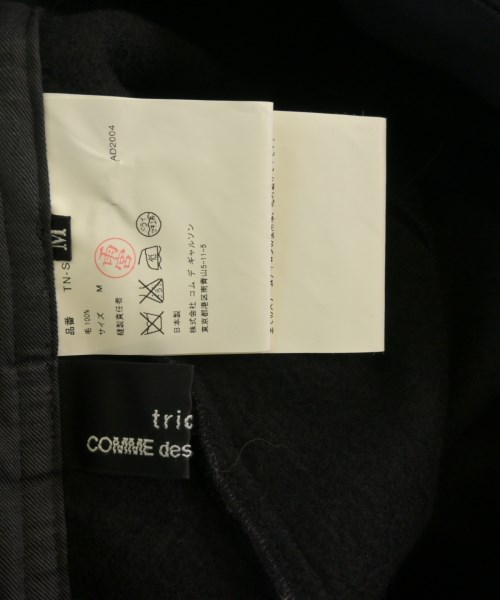 品番 TN-S
毛 100%
サイズ M
縫製責任者 雨宮
日本製
株式会社 コム デ ギャルソン
東京都港区南青山5-11-5
AD2004
M
tric
COMME des